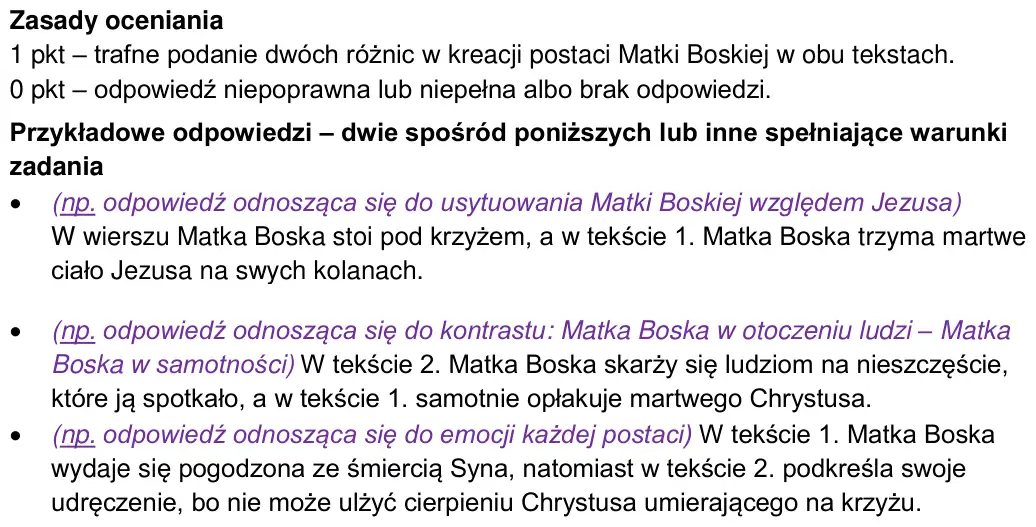 Zasady oceniania
1 pkt – trafne podanie dwóch różnic w kreacji postaci Matki Boskiej w obu tekstach.
0 pkt – odpowiedź niepoprawna lub niepełna albo brak odpowiedzi.
Przykładowe odpowiedzi – dwie spośród poniższych lub inne spełniające warunki
zadania
• (np. odpowiedź odnosząca się do usytuowania Matki Boskiej względem Jezusa)
W wierszu Matka Boska stoi pod krzyżem, a w tekście 1. Matka Boska trzyma martwe
ciało Jezusa na swych kolanach.
• (np. odpowiedź odnosząca się do kontrastu: Matka Boska w otoczeniu ludzi – Matka
Boska w samotności) W tekście 2. Matka Boska skarży się ludziom na nieszczęście,
które ją spotkało, a w tekście 1. samotnie opłakuje martwego Chrystusa.
• (np. odpowiedź odnosząca się do emocji każdej postaci) W tekście 1. Matka Boska
wydaje się pogodzona ze śmiercią Syna, natomiast w tekście 2. podkreśla swoje
udręczenie, bo nie może ulżyć cierpieniu Chrystusa umierającego na krzyżu.